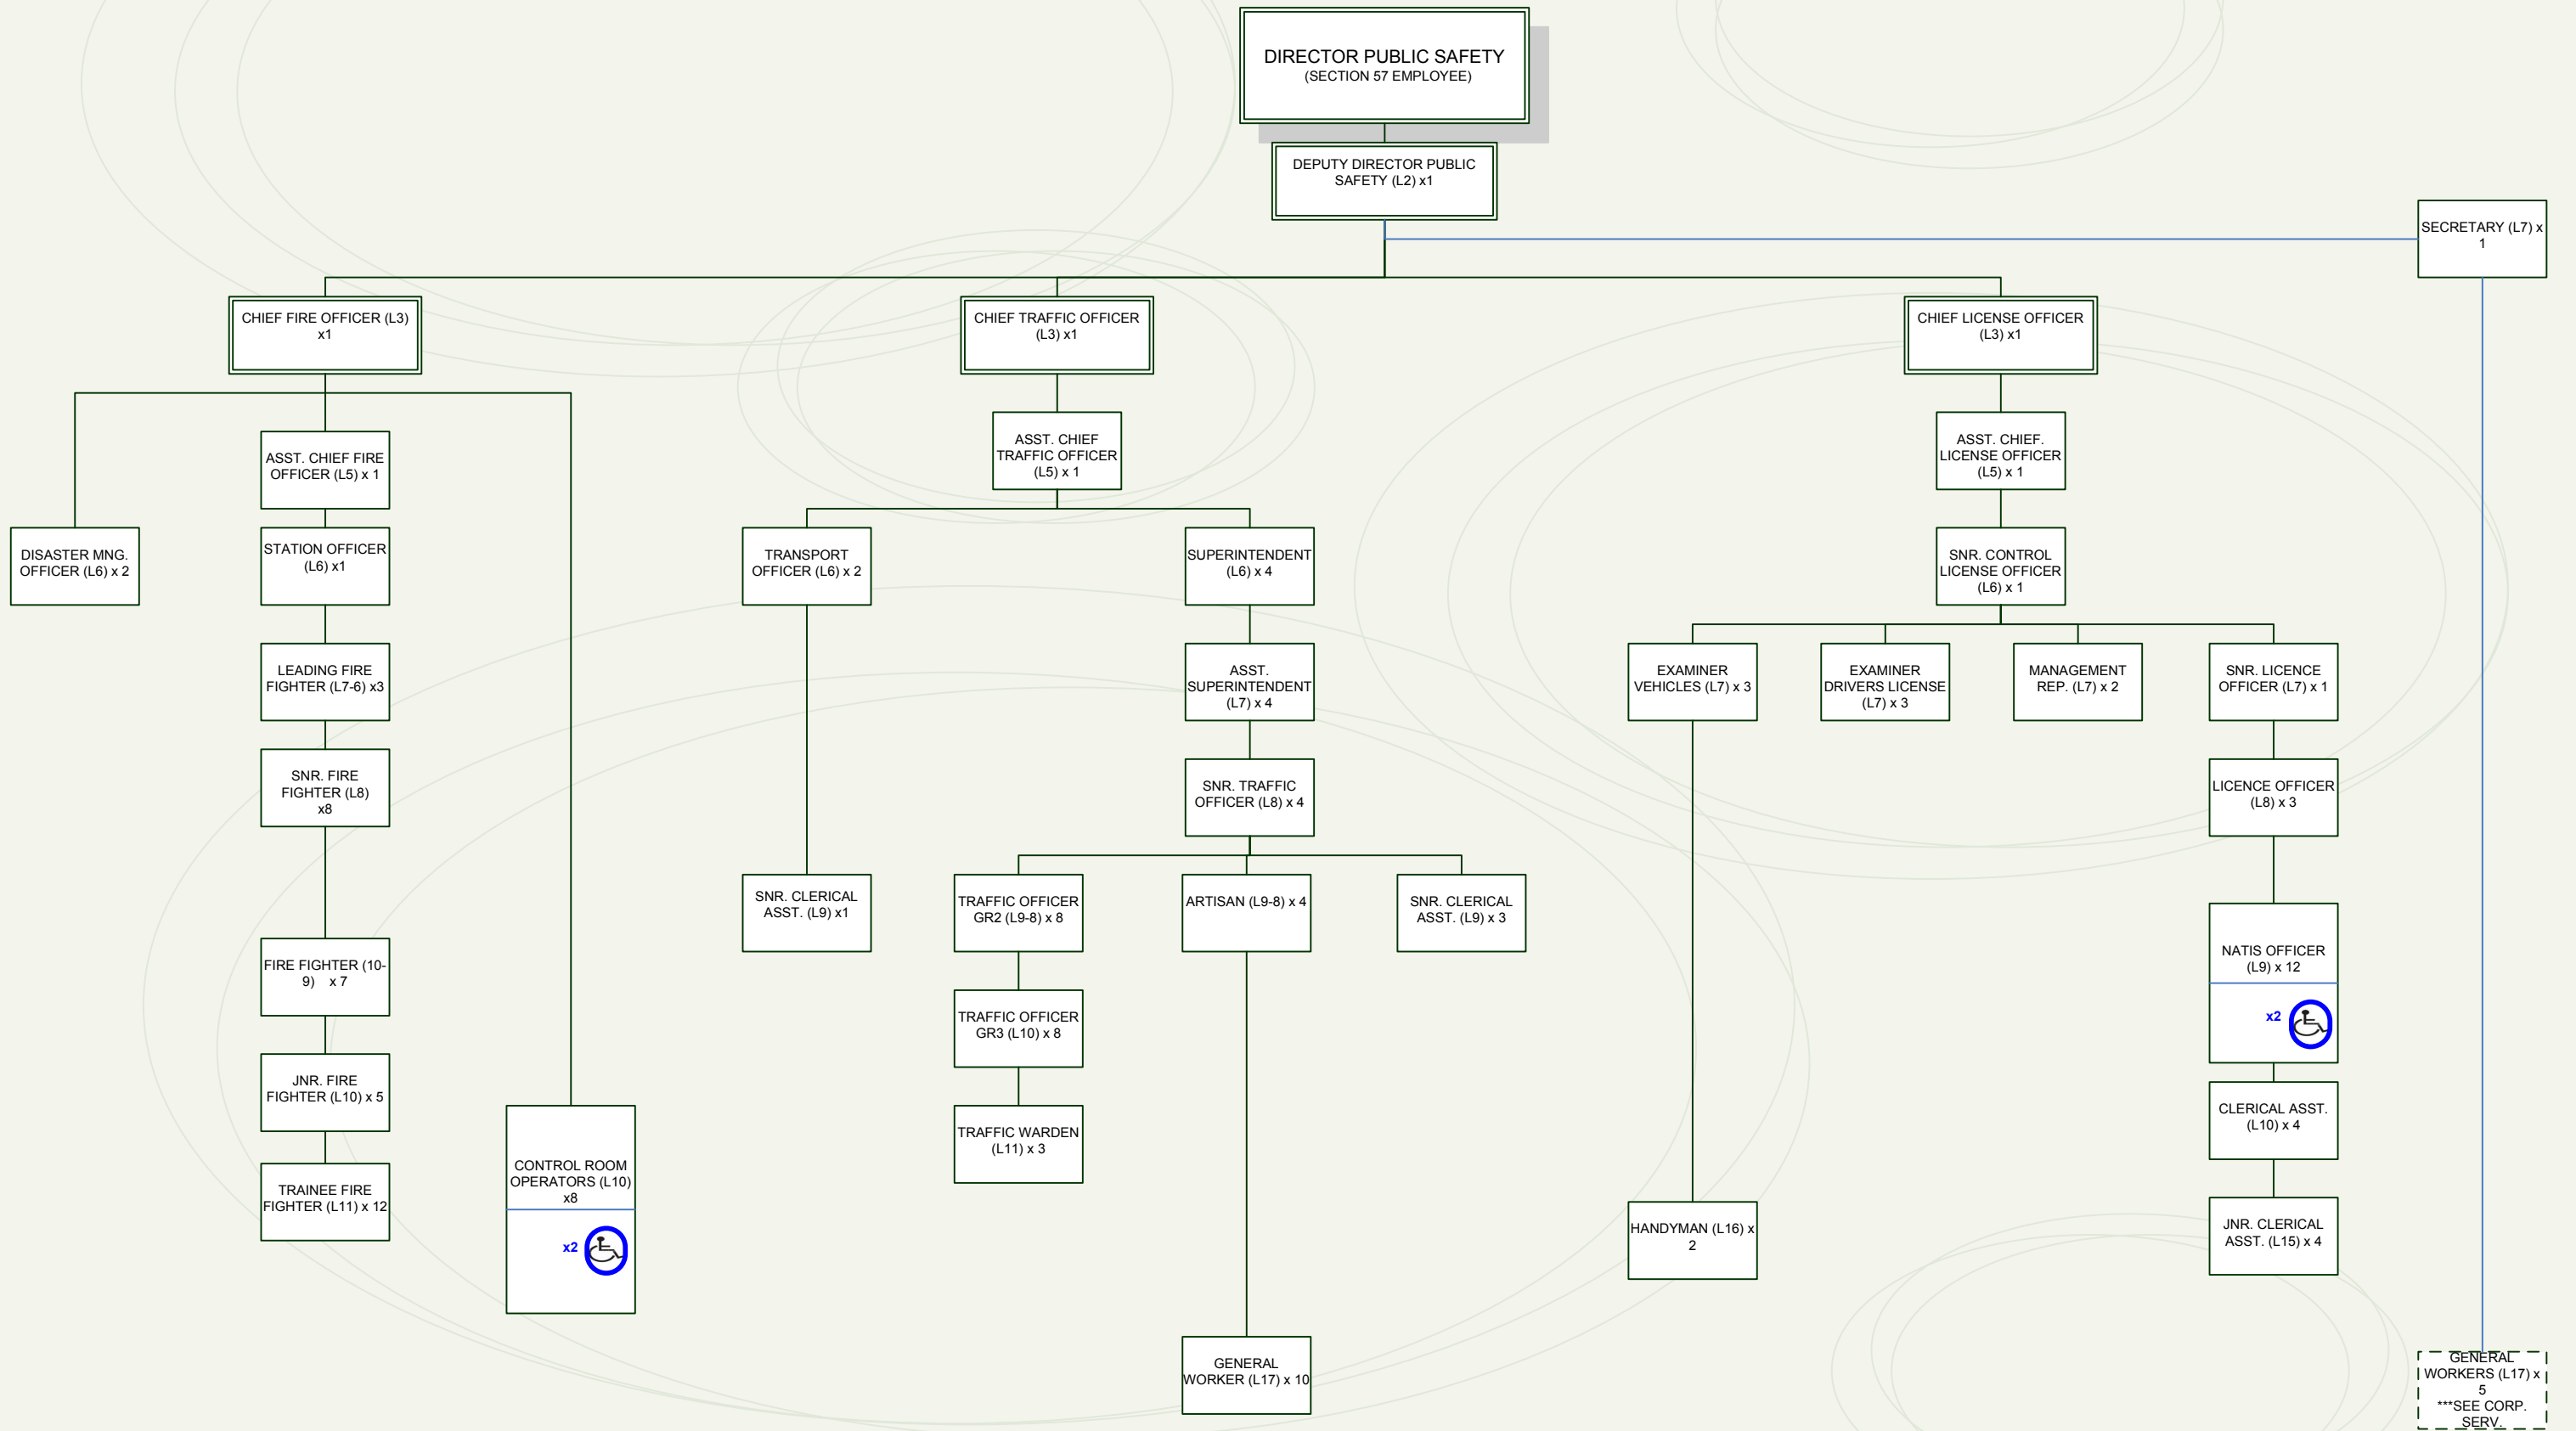 DIRECTOR PUBLIC SAFETY
(SECTION 57 EMPLOYEE)
DEPUTY DIRECTOR PUBLIC
SAFETY (L2) x1
SECRETARY (L7) x
1
CHIEF FIRE OFFICER (L3)
x1
CHIEF TRAFFIC OFFICER
(L3) x1
CHIEF LICENSE OFFICER
(L3) x1
ASST. CHIEF FIRE
OFFICER (L5) x 1
ASST. CHIEF
TRAFFIC OFFICER
(L5) x 1
ASST. CHIEF.
LICENSE OFFICER
(L5) x 1
DISASTER MNG.
OFFICER (L6) x 2
STATION OFFICER
(L6) x1
TRANSPORT
OFFICER (L6) x 2
SUPERINTENDENT
(L6) x 4
SNR. CONTROL
LICENSE OFFICER
(L6) x 1
LEADING FIRE
FIGHTER (L7-6) x3
ASST.
SUPERINTENDENT
(L7) x 4
EXAMINER
VEHICLES (L7) x 3
EXAMINER
DRIVERS LICENSE
(L7) x 3
MANAGEMENT
REP. (L7) x 2
SNR. LICENCE
OFFICER (L7) x 1
SNR. FIRE
FIGHTER (L8)
x8
SNR. TRAFFIC
OFFICER (L8) x 4
LICENCE OFFICER
(L8) x 3
SNR. CLERICAL
ASST. (L9) x1
TRAFFIC OFFICER
GR2 (L9-8) x 8
ARTISAN (L9-8) x 4
SNR. CLERICAL
ASST. (L9) x 3
FIRE FIGHTER (10-
9) x 7
NATIS OFFICER
(L9) x 12
x2
TRAFFIC OFFICER
GR3 (L10) x 8
JNR. FIRE
FIGHTER (L10) x 5
CLERICAL ASST.
(L10) x 4
TRAFFIC WARDEN
(L11) x 3
CONTROL ROOM
OPERATORS (L10)
x8
x2
TRAINEE FIRE
FIGHTER (L11) x 12
HANDYMAN (L16) x
2
JNR. CLERICAL
ASST. (L15) x 4
GENERAL
WORKER (L17) x 10
GENERAL
WORKERS (L17) x
5
***SEE CORP.
SERV.